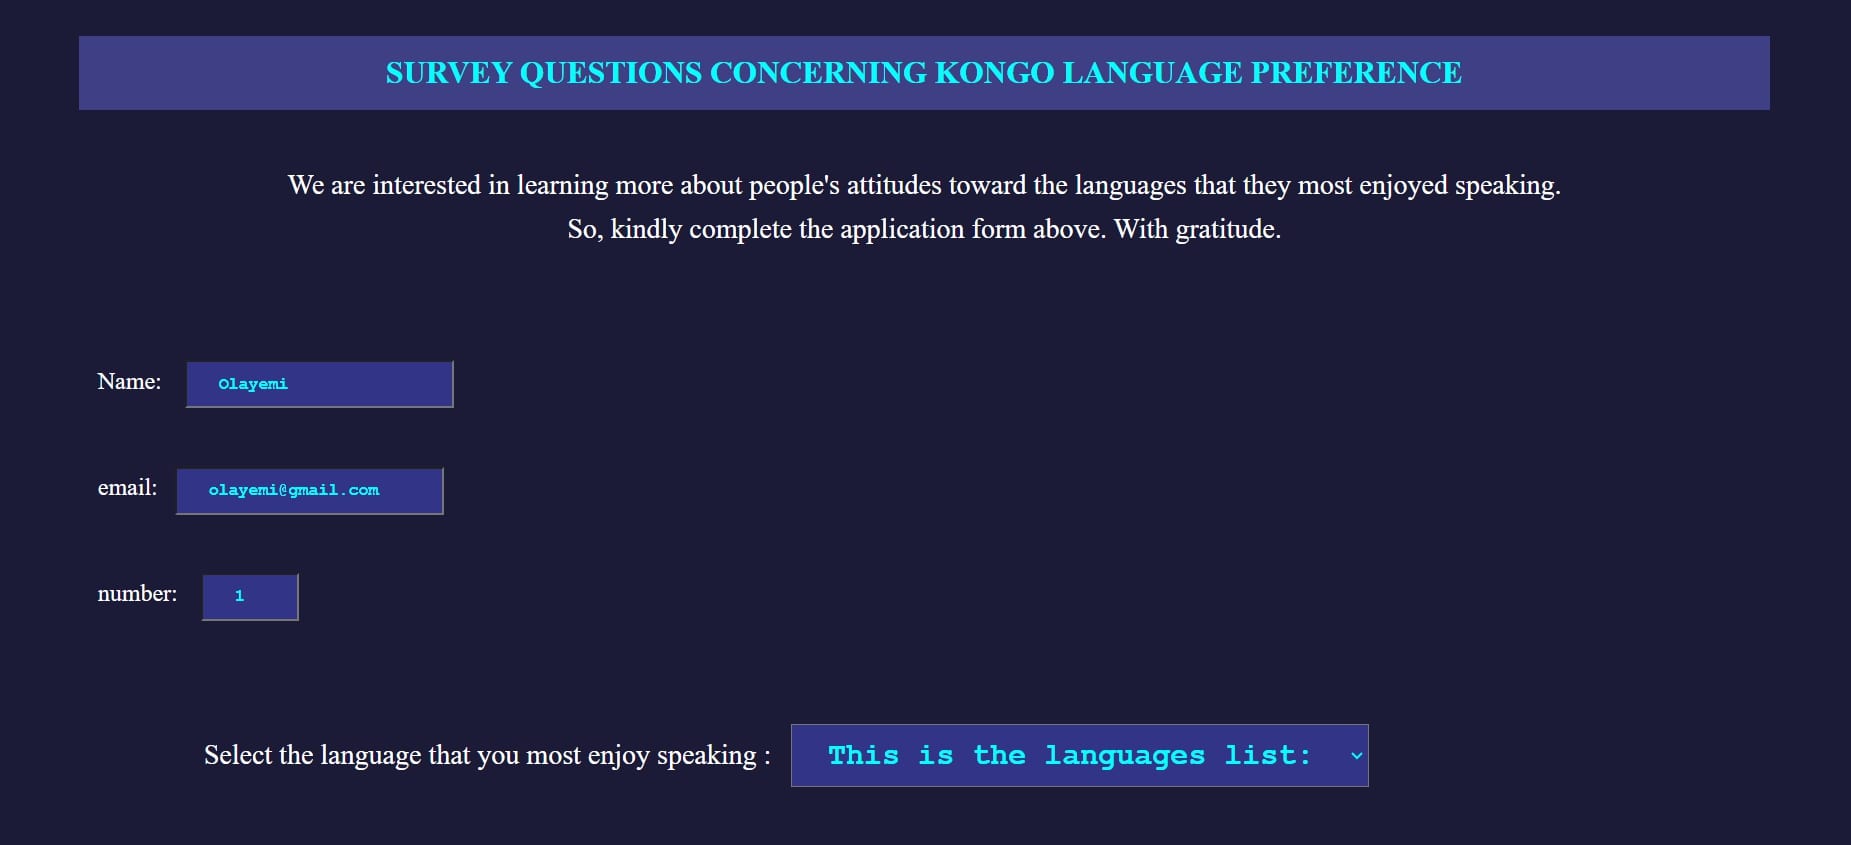 SURVEY QUESTIONS CONCERNING KONGO LANGUAGE PREFERENCE
We are interested in learning more about people's attitudes toward the languages that they most enjoyed speaking.
So, kindly complete the application form above. With gratitude.
Name: Olayemi
email: olayemi@gmail.com
number: 1
Select the language that you most enjoy speaking : This is the languages list: